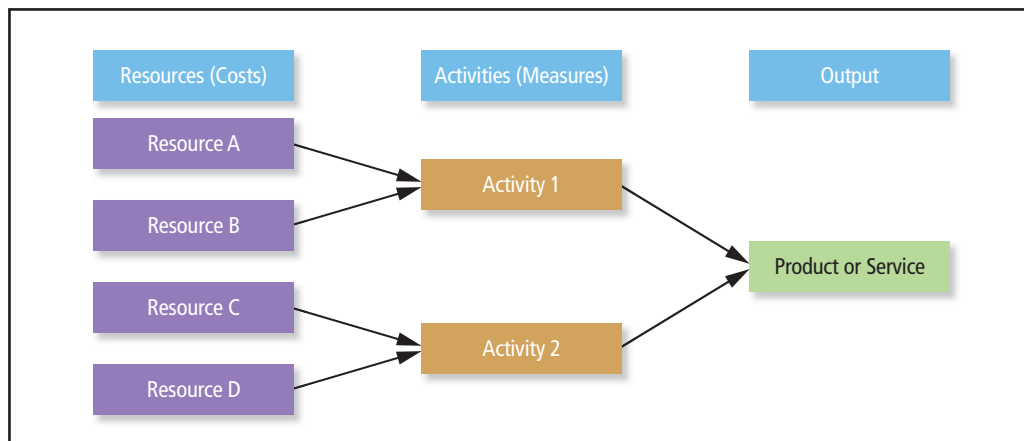 Resources (Costs)
Activities (Measures)
Output
Resource A
Resource B
Resource C
Resource D
Activity 1
Activity 2
Product or Service